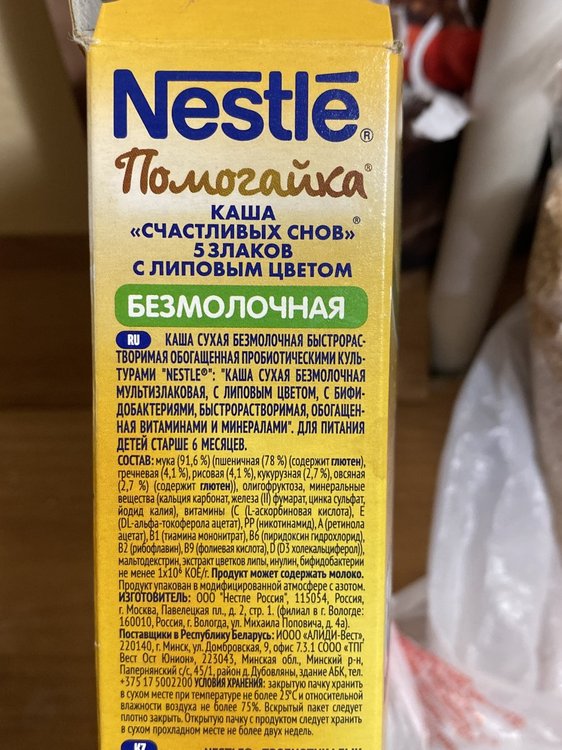 Nestlé®
Помогайка®
КАША
«СЧАСТЛИВЫХ СНОВ»®
5 ЗЛАКОВ
С ЛИПОВЫМ ЦВЕТОМ
БЕЗМОЛОЧНАЯ
RU КАША СУХАЯ БЕЗМОЛОЧНАЯ БЫСТРОРАС-
ТВОРИМАЯ ОБОГАЩЕННАЯ ПРОБИОТИЧЕСКИМИ КУЛЬ-
ТУРАМИ "NESTLE®": "КАША СУХАЯ БЕЗМОЛОЧНАЯ
МУЛЬТИЗЛАКОВАЯ, С ЛИПОВЫМ ЦВЕТОМ, С БИФИ-
ДОБАКТЕРИЯМИ, БЫСТРОРАСТВОРИМАЯ, ОБОГАЩЕН-
НАЯ ВИТАМИНАМИ И МИНЕРАЛАМИ". ДЛЯ ПИТАНИЯ
ДЕТЕЙ СТАРШЕ 6 МЕСЯЦЕВ.
СОСТАВ: мука (91,6 %) (пшеничная (78 %) (содержит глютен),
гречневая (4,1 %), рисовая (4,1 %), кукурузная (2,7 %), овсяная
(2,7 %) (содержит глютен)), олигофруктоза, минеральные
вещества (кальция карбонат, железа (II) фумарат, цинка сульфат,
йодид калия), витамины (C (L-аскорбиновая кислота), E
(DL-альфа-токоферола ацетат), PP (никотинамид), A (ретинола
ацетат), B1 (тиамина мононитрат), B6 (пиридоксин гидрохлорид),
B2 (рибофлавин), B9 (фолиевая кислота), D (D3 холекальциферол)),
мальтодекстрин, экстракт цветков липы, инулин, бифидобактерии
не менее 1x10⁶ КОЕ/г. Продукт может содержать молоко.
Продукт упакован в модифицированной атмосфере с азотом.
ИЗГОТОВИТЕЛЬ: ООО "Нестле Россия", 115054, Россия,
г. Москва, Павелецкая пл., д. 2, стр. 1. (филиал в г. Вологде:
160010, Россия, г. Вологда, ул. Михаила Поповича, д. 4а).
Поставщики в Республику Беларусь: ИООО «АЛИДИ-Вест»,
220140, г. Минск, ул. Домбровская, 9, офис 7.3.1 СООО «ТПГ
Вест Ост Юнион», 223043, Минская обл., Минский р-н,
Папернянский с/с, 45/1, район д. Дубовляны, здание АБК, тел.
+375 17 5002200 УСЛОВИЯ ХРАНЕНИЯ: закрытую пачку хранить
в сухом месте при температуре не более 25°C и относительной
влажности воздуха не более 75%. Вскрытый пакет следует
плотно закрыть. Открытую пачку с продуктом следует хранить
в сухом прохладном месте не более двух недель.
KZ